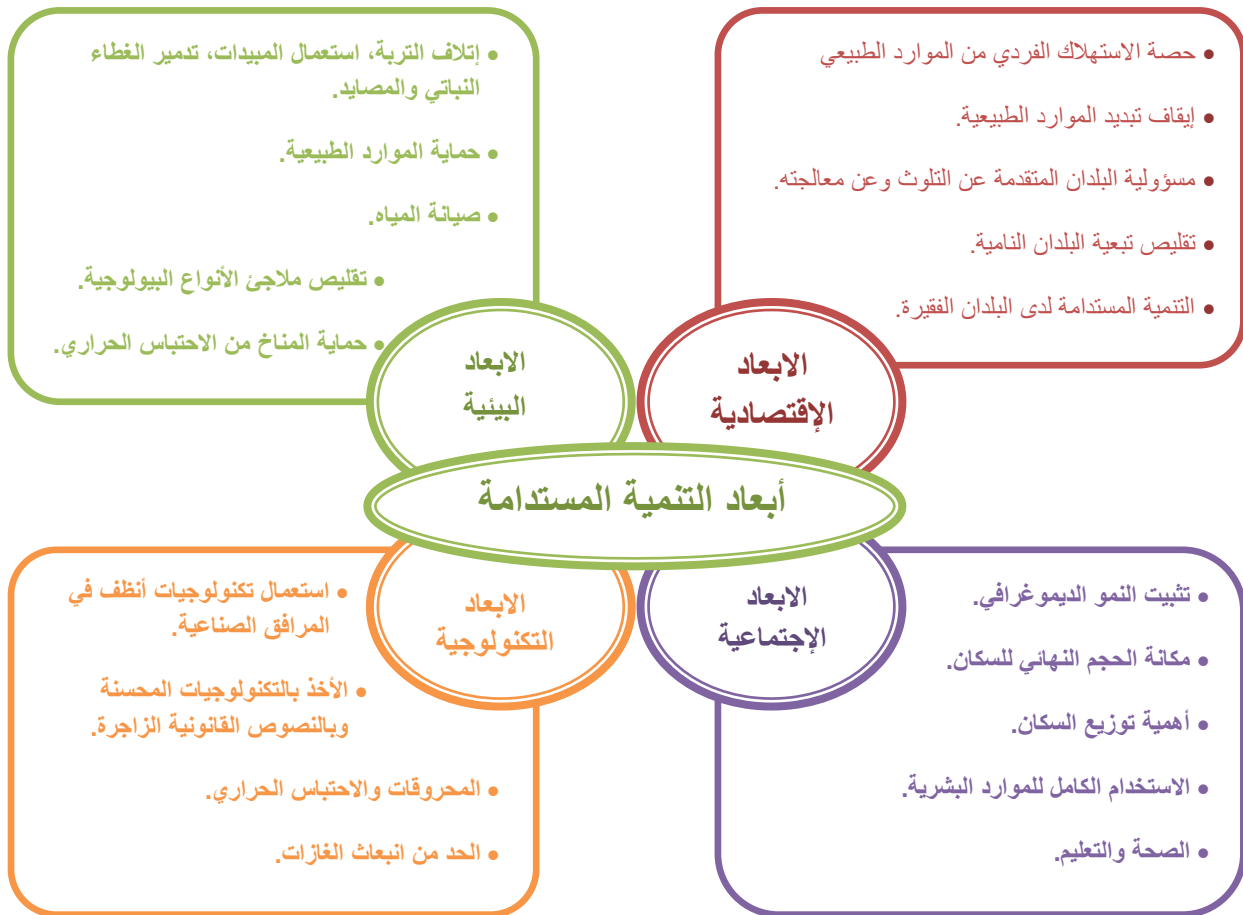 • حصة الاستهلاك الفردي من الموارد الطبيعي
• إيقاف تبديد الموارد الطبيعية.
• مسؤولية البلدان المتقدمة عن التلوث وعن معالجته.
• تقليص تبعية البلدان النامية.
• التنمية المستدامة لدى البلدان الفقيرة.
الابعاد
الإقتصادية
• إتلاف التربة، استعمال المبيدات، تدمير الغطاء
النباتي والمصايد.
• حماية الموارد الطبيعية.
• صيانة المياه.
• تقليص ملاجئ الأنواع البيولوجية.
• حماية المناخ من الاحتباس الحراري.
الابعاد
البيئية
أبعاد التنمية المستدامة
الابعاد
الإجتماعية
• تثبيت النمو الديموغرافي.
• مكانة الحجم النهائي للسكان.
• أهمية توزيع السكان.
• الاستخدام الكامل للموارد البشرية.
• الصحة والتعليم.
الابعاد
التكنولوجية
• استعمال تكنولوجيات أنظف في
المرافق الصناعية.
• الأخذ بالتكنولوجيات المحسنة
وبالنصوص القانونية الزاجرة.
• المحروقات والاحتباس الحراري.
• الحد من انبعاث الغازات.